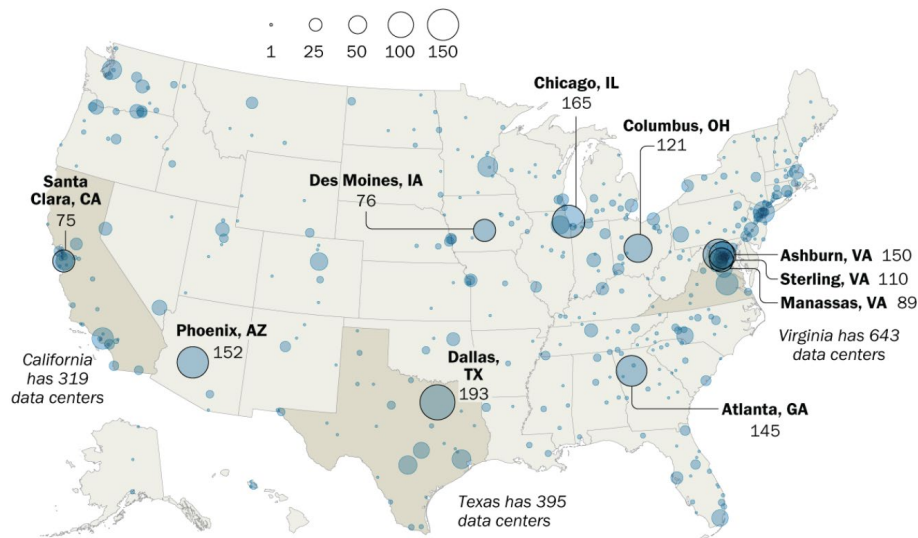 1 25 50 100 150
Chicago, IL
165
Columbus, OH
121
Des Moines, IA
76
Santa
Clara, CA
75
Ashburn, VA 150
Sterling, VA 110
Manassas, VA 89
Virginia has 643
data centers
Phoenix, AZ
152
California
has 319
data centers
Dallas,
TX
193
Atlanta, GA
145
Texas has 395
data centers